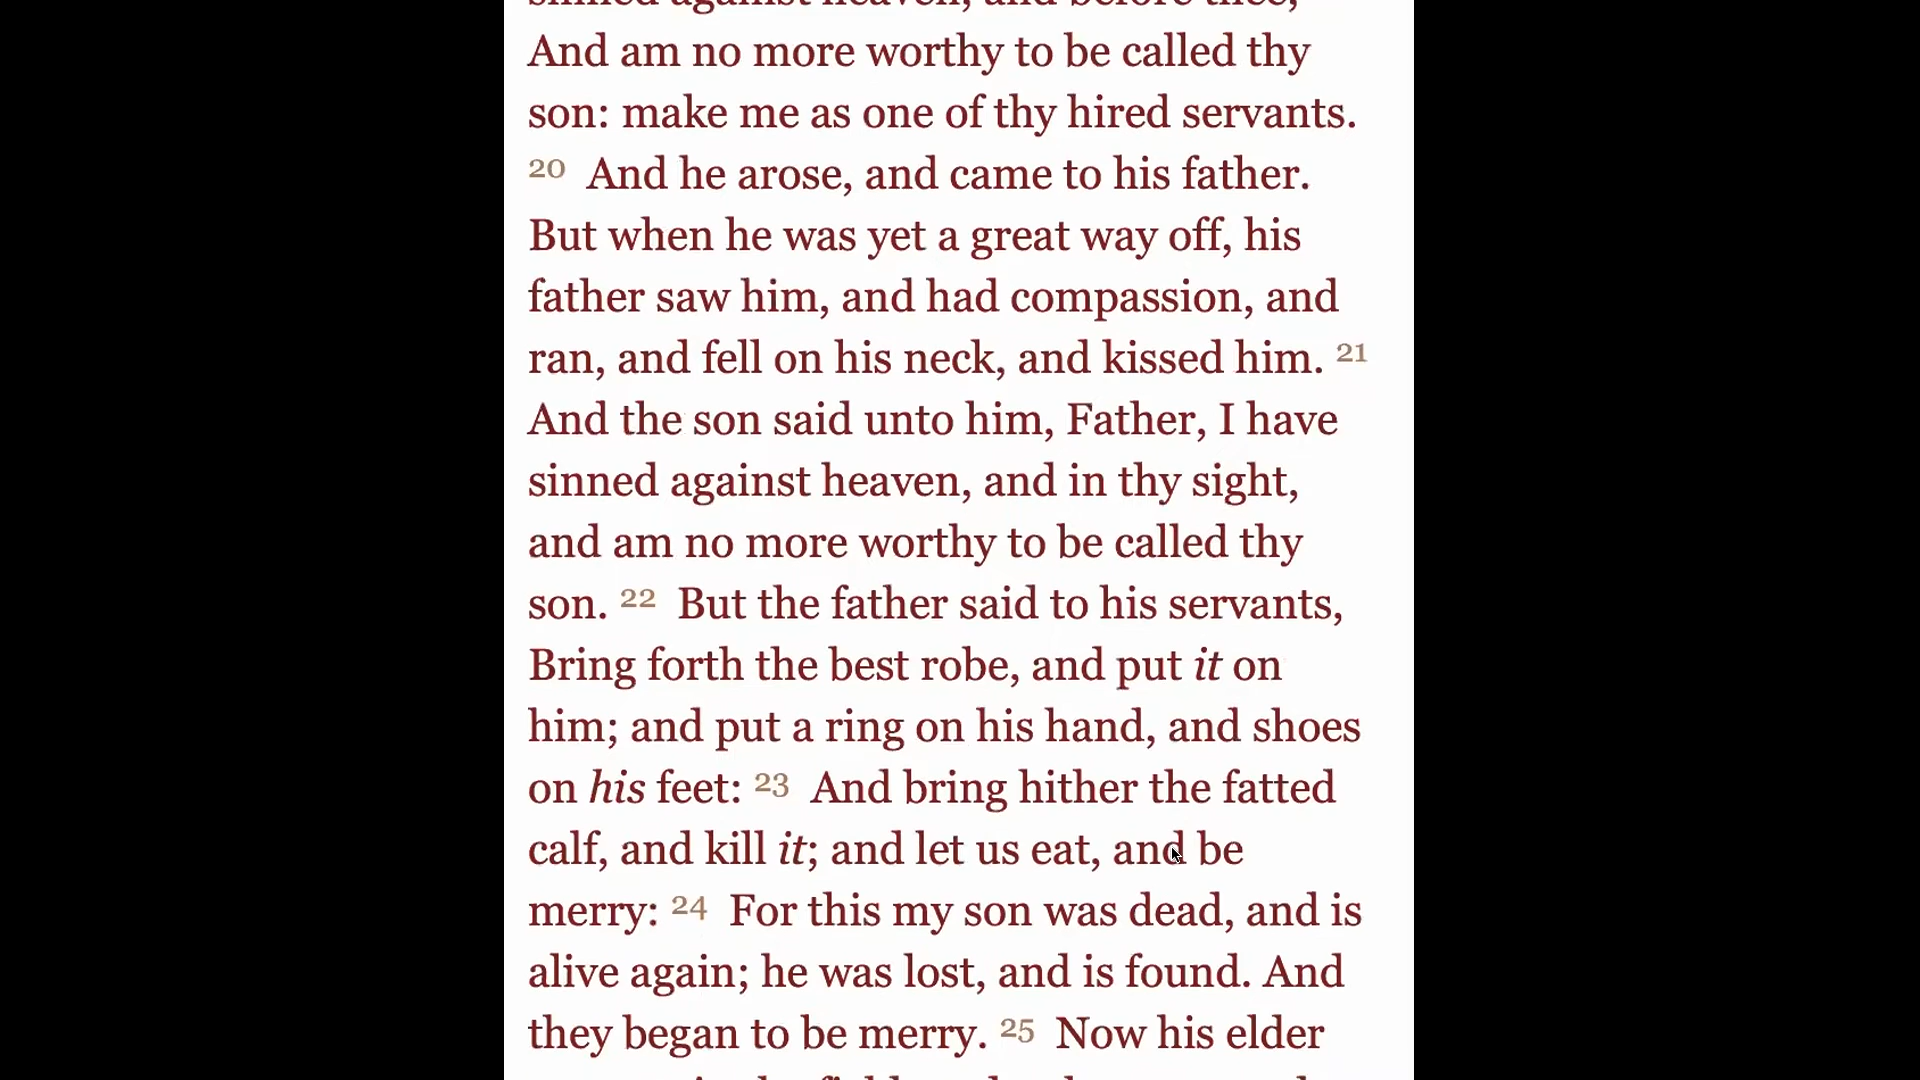 sinned against heaven, and before thee,
And am no more worthy to be called thy
son: make me as one of thy hired servants.
20 And he arose, and came to his father.
But when he was yet a great way off, his
father saw him, and had compassion, and
ran, and fell on his neck, and kissed him. 21
And the son said unto him, Father, I have
sinned against heaven, and in thy sight,
and am no more worthy to be called thy
son. 22 But the father said to his servants,
Bring forth the best robe, and put it on
him; and put a ring on his hand, and shoes
on his feet: 23 And bring hither the fatted
calf, and kill it; and let us eat, and be
merry: 24 For this my son was dead, and is
alive again; he was lost, and is found. And
they began to be merry. 25 Now his elder